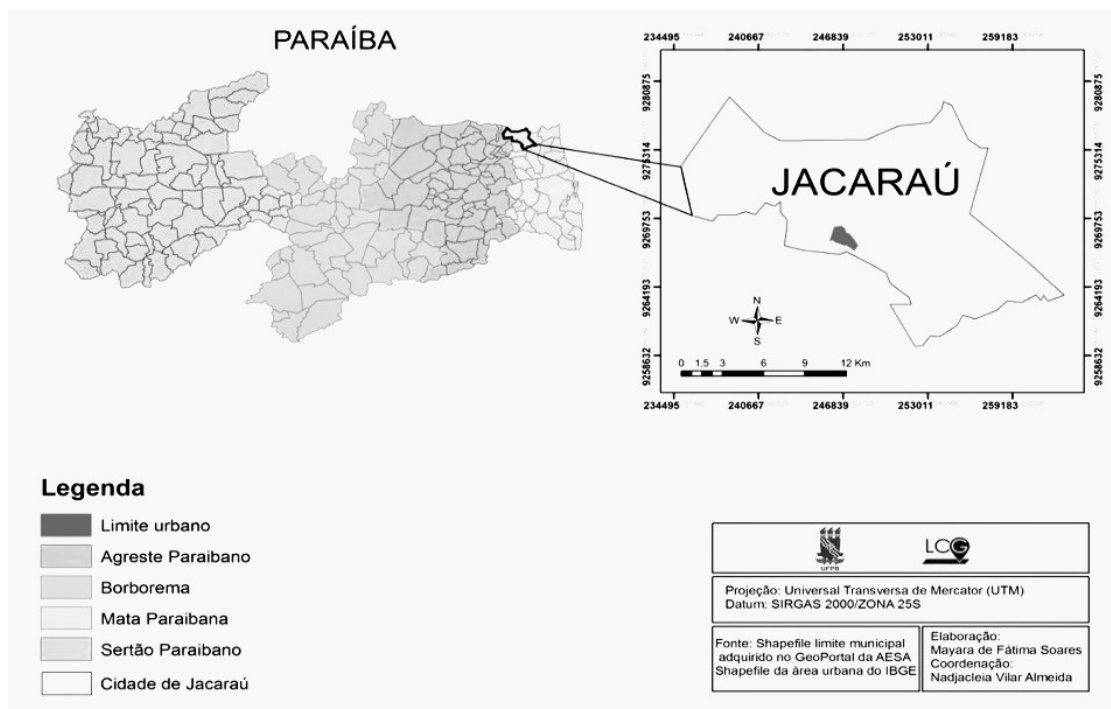 PARAÍBA
234495 240667 246839 253011 259183
9280875
9275314
9269753
9264193
9258632
9280875
9275314
9269753
9264193
9258632
JACARAÚ
N
W E
S
0 1.5 3 6 9 12 Km
234495 240667 246839 253011 259183
Legenda
Limite urbano
Agreste Paraibano
Borborema
Mata Paraibana
Sertão Paraibano
Cidade de Jacaraú
UFPB
LCG
Projeção: Universal Transversa de Mercator (UTM)
Datum: SIRGAS 2000/ZONA 25S
Fonte: Shapefile limite municipal
adquirido no GeoPortal da AESA
Shapefile da área urbana do IBGE
Elaboração:
Mayara de Fátima Soares
Coordenação:
Nadjacleia Vilar Almeida